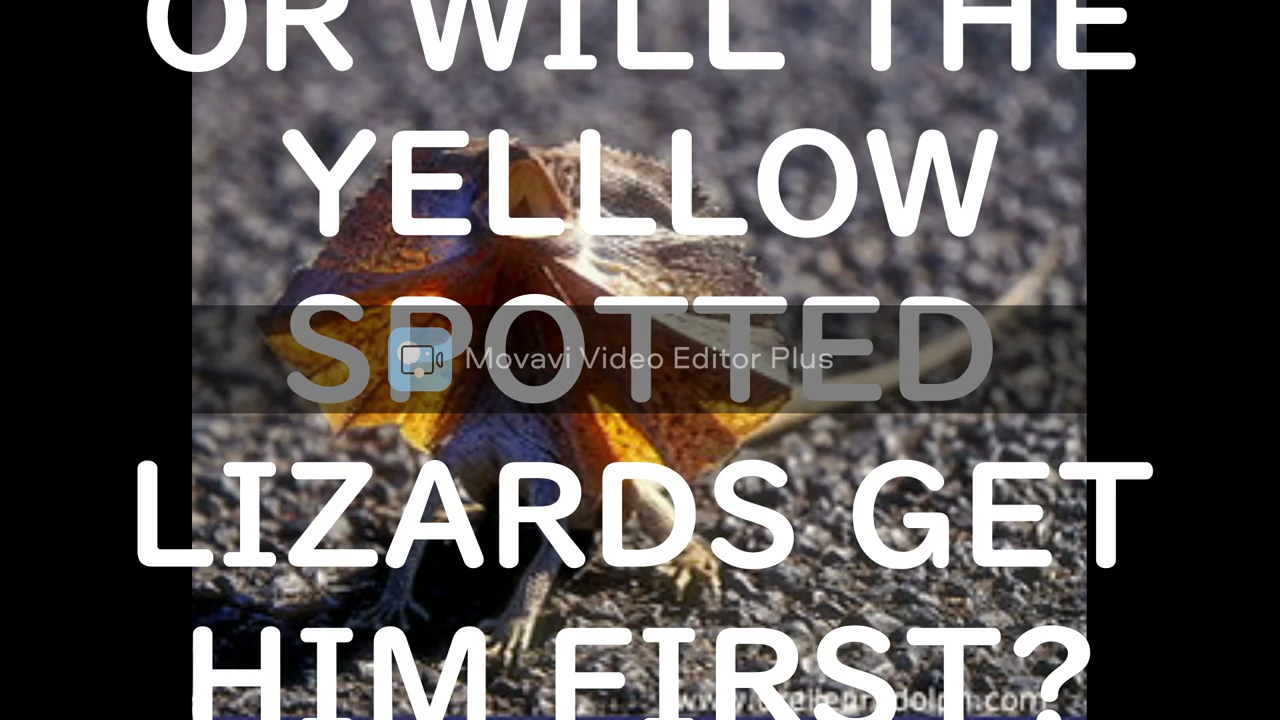 OR WILL THE
YELLLOW
SPOTTED
Movavi Video Editor Plus
LIZARDS GET
HIM FIRST?